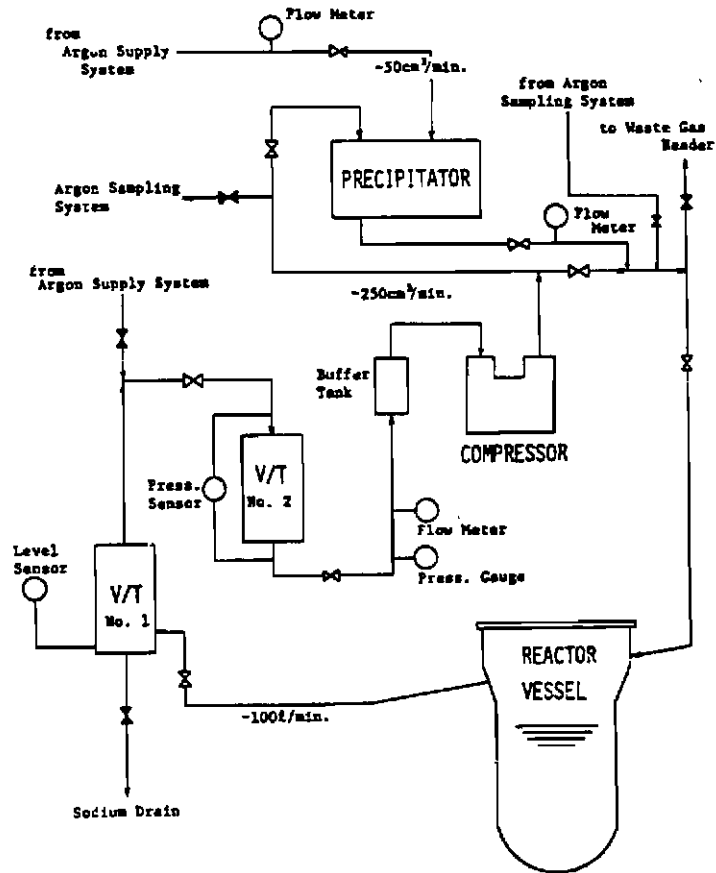 Flow Meter
from
Argon Supply
System
~50cm³/min.
from Argon
Sampling System
to Waste Gas
Header
PRECIPITATOR
Argon Sampling
System
Flow
Meter
from
Argon Supply System
~250cm³/min.
Buffer
Tank
COMPRESSOR
V/T
No. 2
Press.
Sensor
Flow Meter
Press. Gauge
Level
Sensor
V/T
No. 1
REACTOR
VESSEL
~100ℓ/min.
Sodium Drain